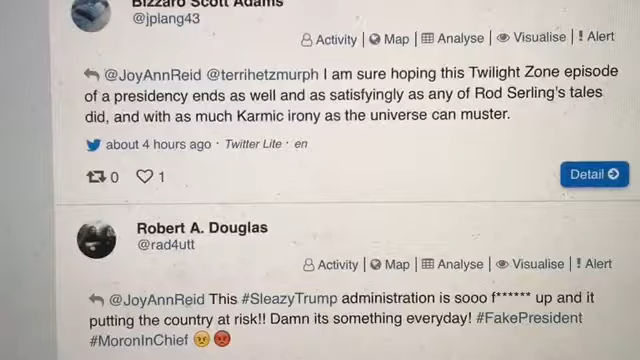 Bizzaro Scott Adams
@jplang43
Activity | Map | Analyse | Visualise | ! Alert
@JoyAnnReid @terrihetzmurph I am sure hoping this Twilight Zone episode
of a presidency ends as well and as satisfyingly as any of Rod Serling's tales
did, and with as much Karmic irony as the universe can muster.
about 4 hours ago · Twitter Lite · en
0 1
Detail
Robert A. Douglas
@rad4utt
Activity | Map | Analyse | Visualise | ! Alert
@JoyAnnReid This #SleazyTrump administration is sooo f****** up and it
putting the country at risk!! Damn its something everyday! #FakePresident
#MoronInChief 😠😡